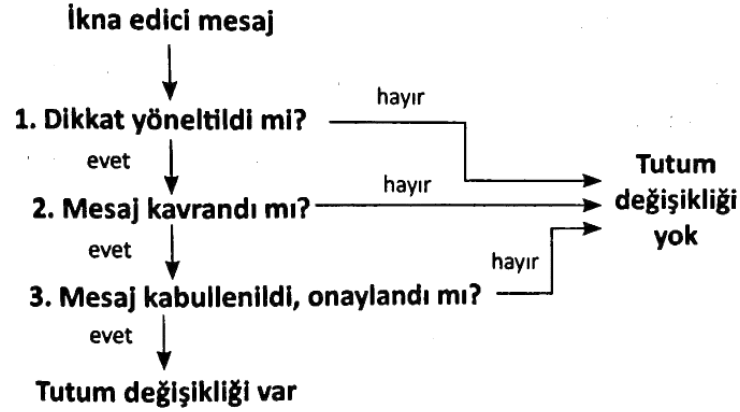 İkna edici mesaj
hayır
1. Dikkat yöneltildi mi?
evet
hayır
Tutum
değişikliği
yok
2. Mesaj kavrandı mı?
evet
hayır
3. Mesaj kabullenildi, onaylandı mı?
evet
Tutum değişikliği var